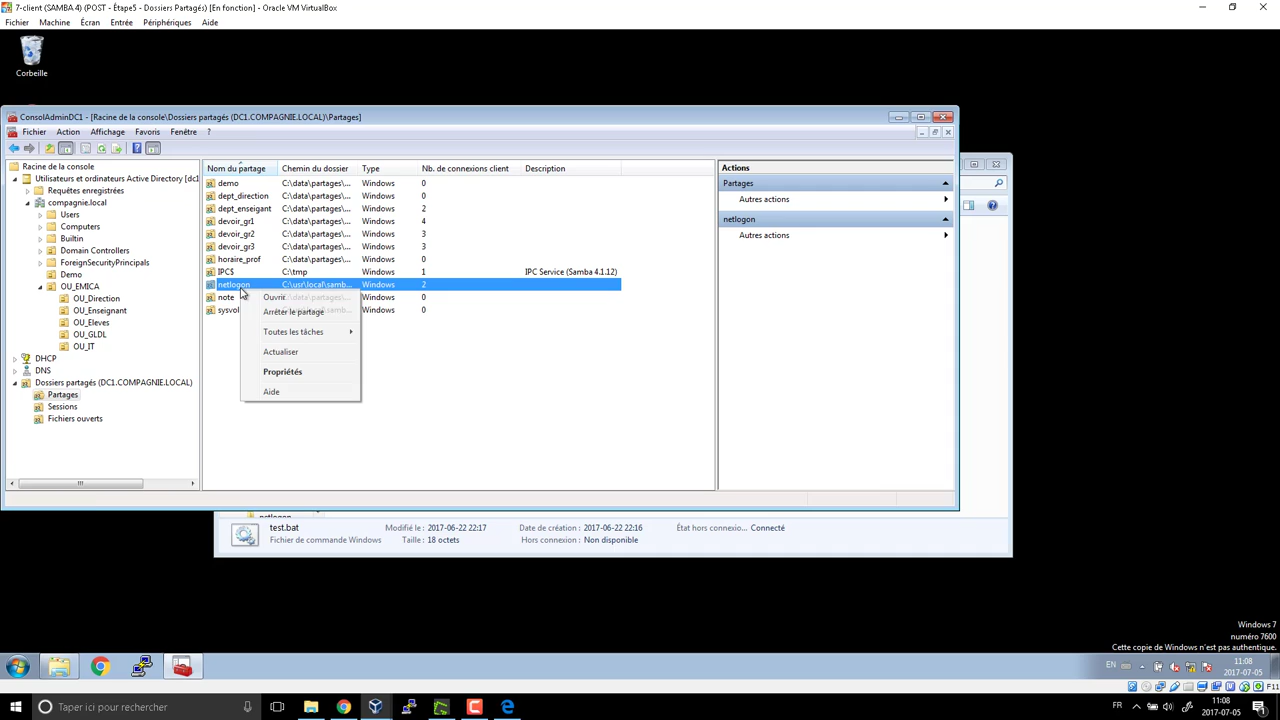 7-client (SAMBA 4) (POST - Étape5 - Dossiers Partagés) [En fonction] - Oracle VM VirtualBox
Fichier Machine Écran Entrée Périphériques Aide
Corbeille
ConsolAdminDC1 - [Racine de la console\Dossiers partagés (DC1.COMPAGNIE.LOCAL)\Partages]
Fichier Action Affichage Favoris Fenêtre ?
Racine de la console
Utilisateurs et ordinateurs Active Directory [dc1
Requêtes enregistrées
compagnie.local
Users
Computers
Builtin
Domain Controllers
ForeignSecurityPrincipals
Demo
OU_EMICA
OU_Direction
OU_Enseignant
OU_Eleves
OU_GLDL
OU_IT
DHCP
DNS
Dossiers partagés (DC1.COMPAGNIE.LOCAL)
Partages
Sessions
Fichiers ouverts
Nom du partage Chemin du dossier Type Nb. de connexions client Description
demo C:\data\partages\... Windows 0
dept_direction C:\data\partages\... Windows 0
dept_enseigant C:\data\partages\... Windows 2
devoir_gr1 C:\data\partages\... Windows 4
devoir_gr2 C:\data\partages\... Windows 3
devoir_gr3 C:\data\partages\... Windows 3
horaire_prof C:\data\partages\... Windows 0
IPC$ C:\tmp Windows 1 IPC Service (Samba 4.1.12)
netlogon C:\usr\local\samb... Windows 2
note C:\data\partages\... Windows 0
sysvol Windows 0
Ouvrir
Arrêter le partage
Toutes les tâches
Actualiser
Propriétés
Aide
Actions
Partages
Autres actions
netlogon
Autres actions
netlogon
test.bat Modifié le : 2017-06-22 22:17 Date de création : 2017-06-22 22:16 État hors connexio... Connecté
Fichier de commande Windows Taille : 18 octets Hors connexion : Non disponible
Windows 7
numéro 7600
Cette copie de Windows n'est pas authentique.
EN 11:08
2017-07-05
F11
Taper ici pour rechercher FR 11:08
2017-07-05
1